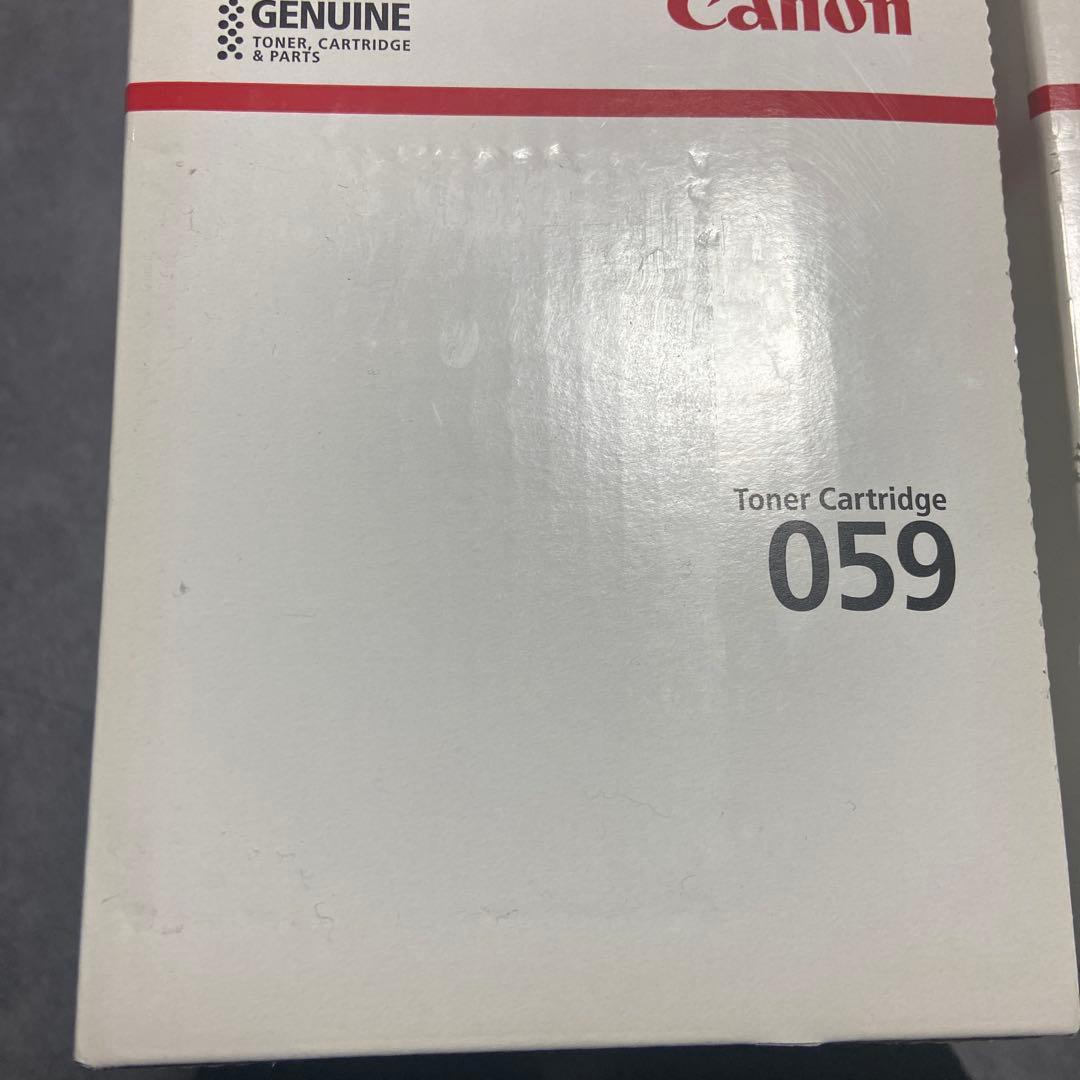 GENUINE
TONER, CARTRIDGE
& PARTS
Canon
Toner Cartridge
059